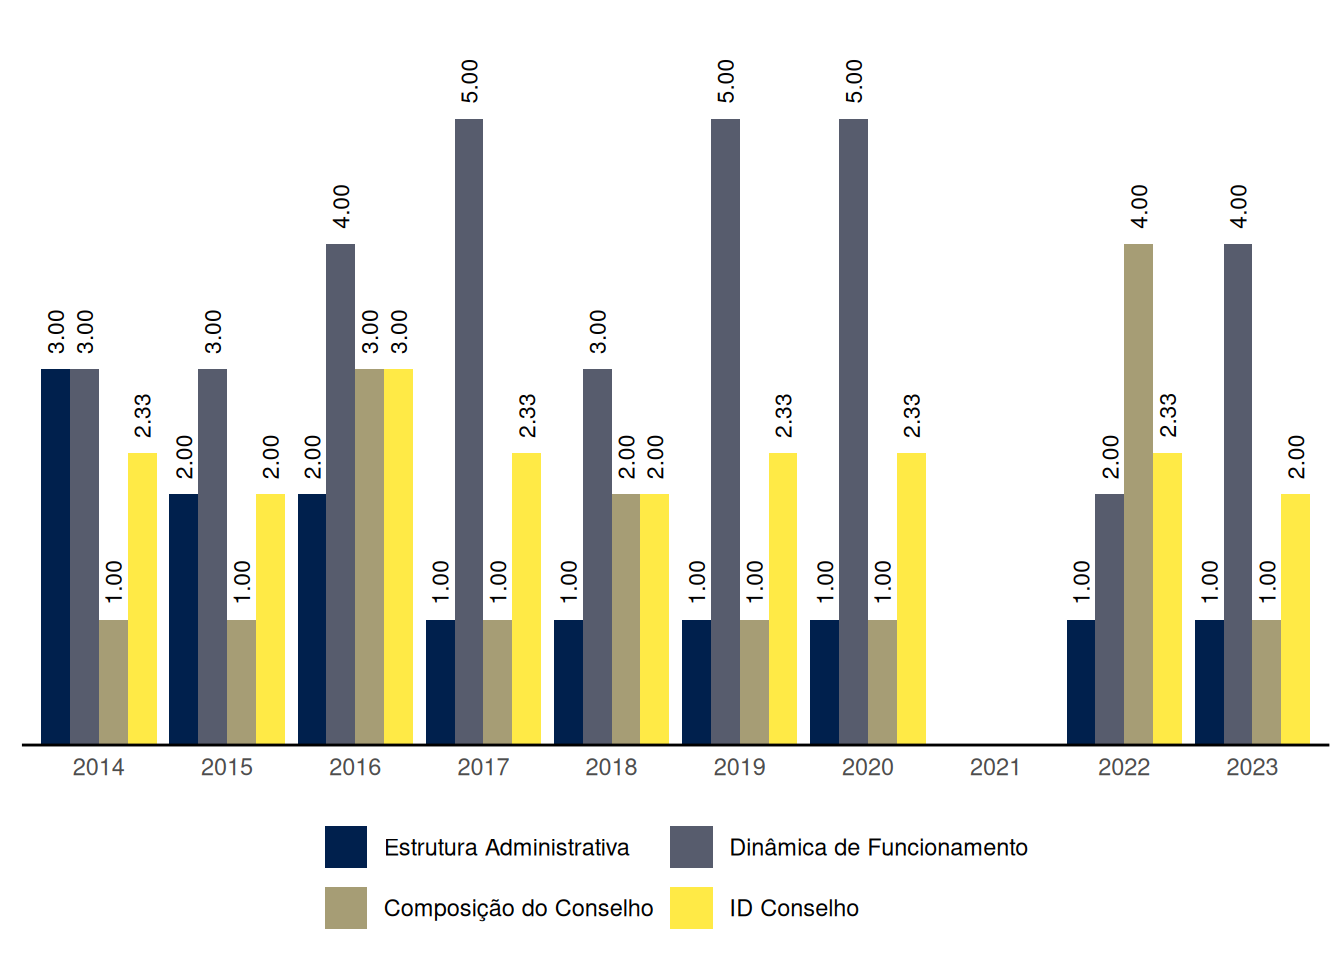 3.00 3.00 1.00 2.33
2.00 3.00 1.00 2.00
2.00 4.00 3.00 3.00
1.00 5.00 1.00 2.33
1.00 3.00 2.00 2.00
1.00 5.00 1.00 2.33
1.00 5.00 1.00 2.33
1.00 2.00 4.00 2.33
1.00 4.00 1.00 2.00
2014 2015 2016 2017 2018 2019 2020 2021 2022 2023
Estrutura Administrativa Dinâmica de Funcionamento
Composição do Conselho ID Conselho